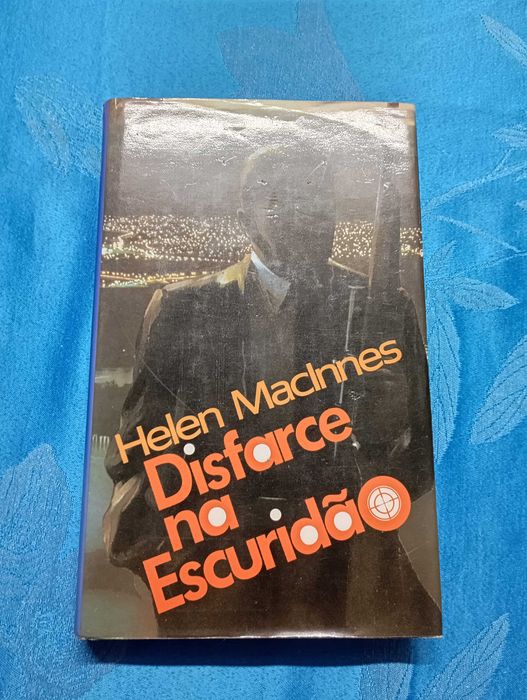 Helen MacInnes
Disfarce
na
Escuridão